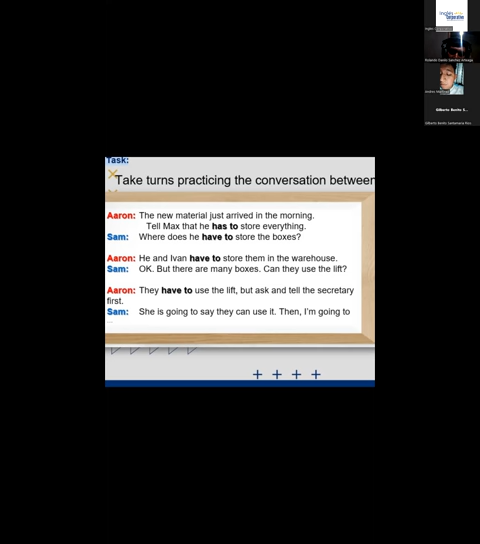 Task:
Take turns practicing the conversation between
Aaron: The new material just arrived in the morning.
Tell Max that he has to store everything.
Sam: Where does he have to store the boxes?
Aaron: He and Ivan have to store them in the warehouse.
Sam: OK. But there are many boxes. Can they use the lift?
Aaron: They have to use the lift, but ask and tell the secretary
first.
Sam: She is going to say they can use it. Then, I'm going to
+ + + +
Gilberto Benito S...